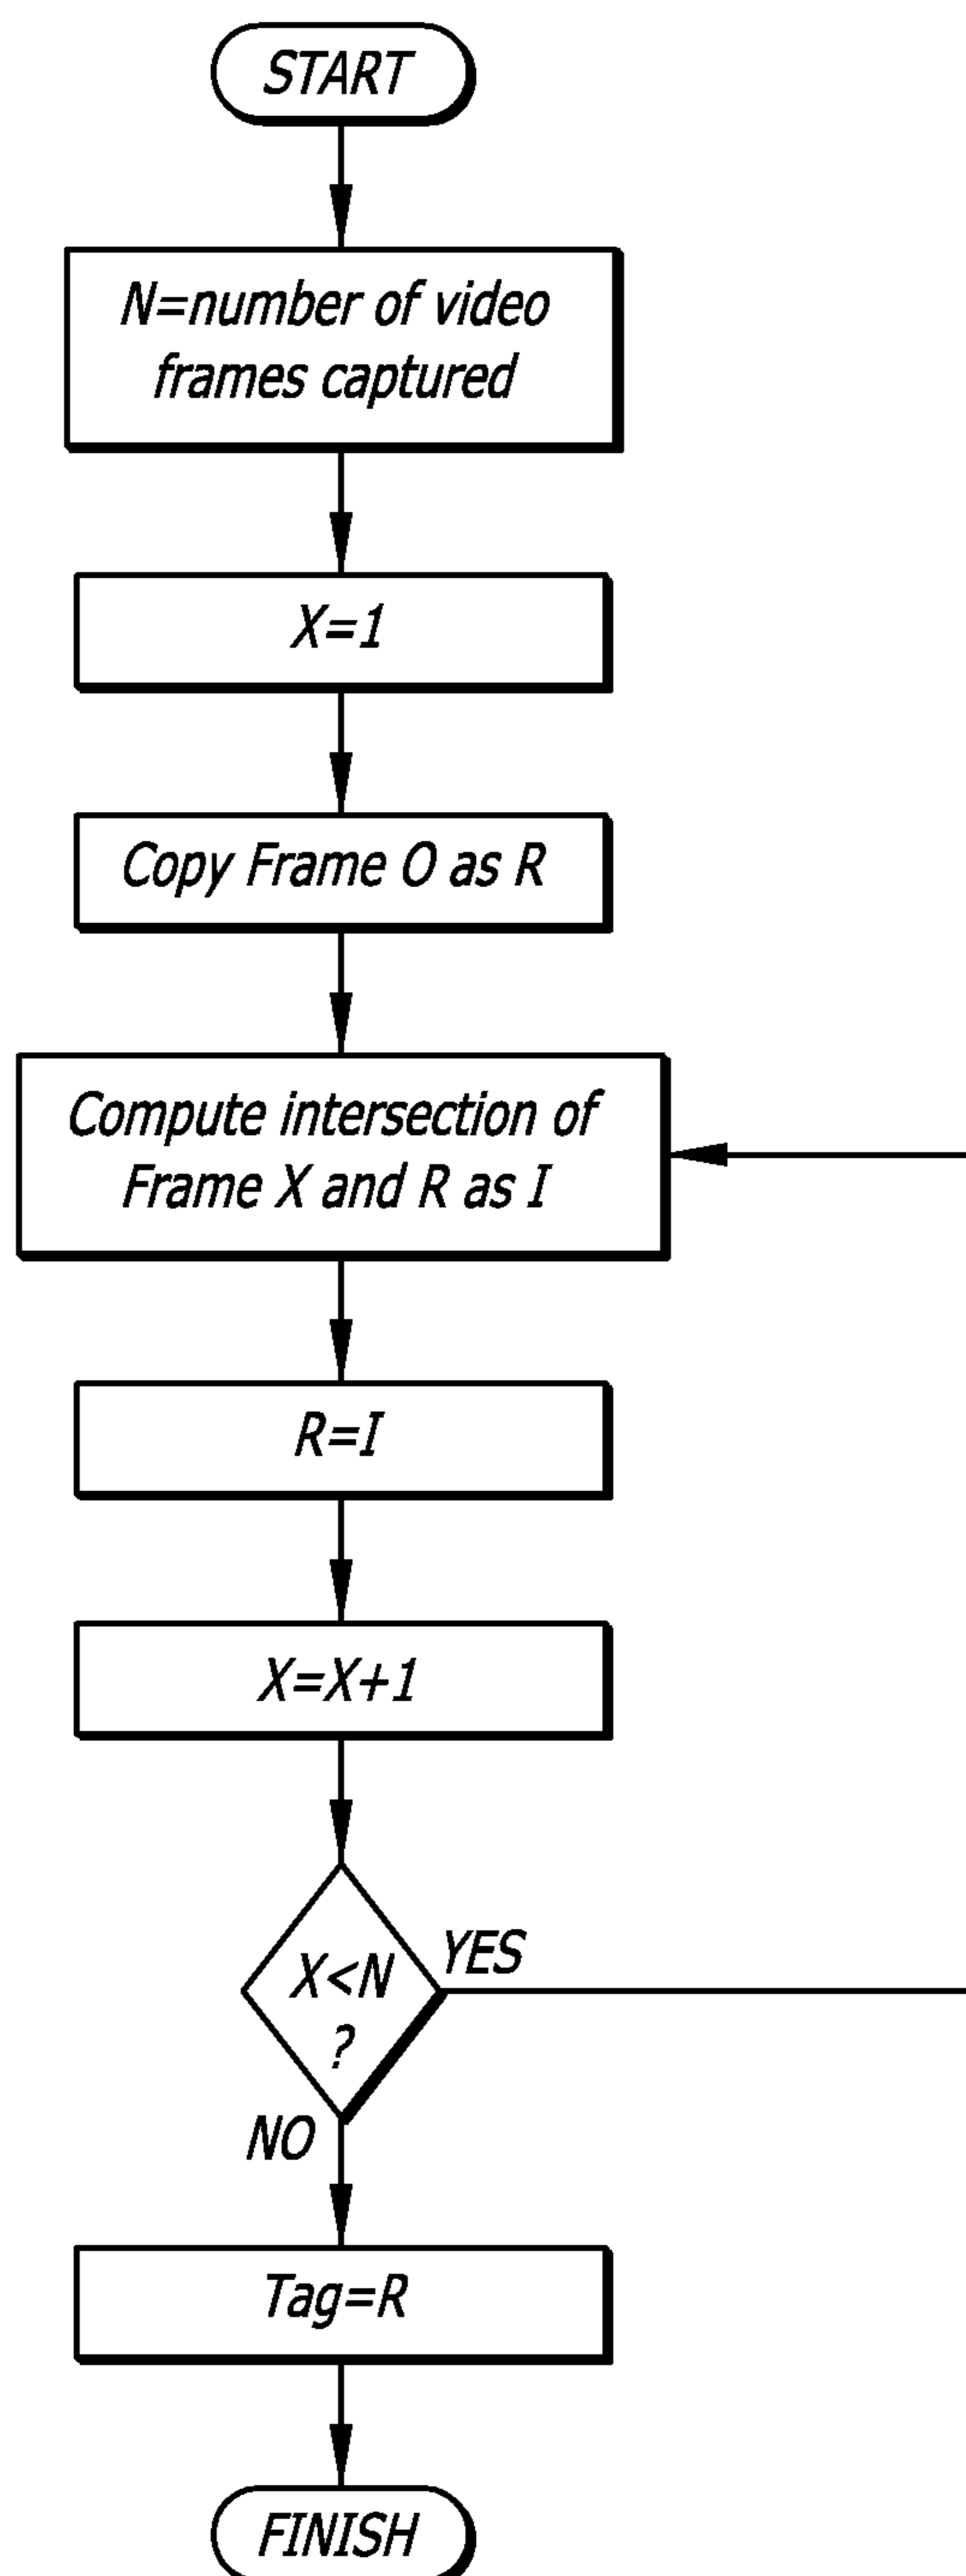 START
N=number of video
frames captured
X=1
Copy Frame O as R
Compute intersection of
Frame X and R as I
R=I
X=X+1
X<N
?
YES
NO
Tag=R
FINISH